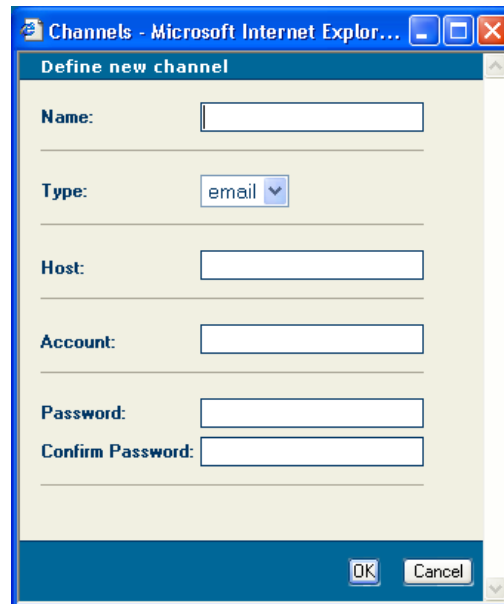 Channels - Microsoft Internet Explor...
Define new channel
Name:
Type: email
Host:
Account:
Password:
Confirm Password:
OK Cancel